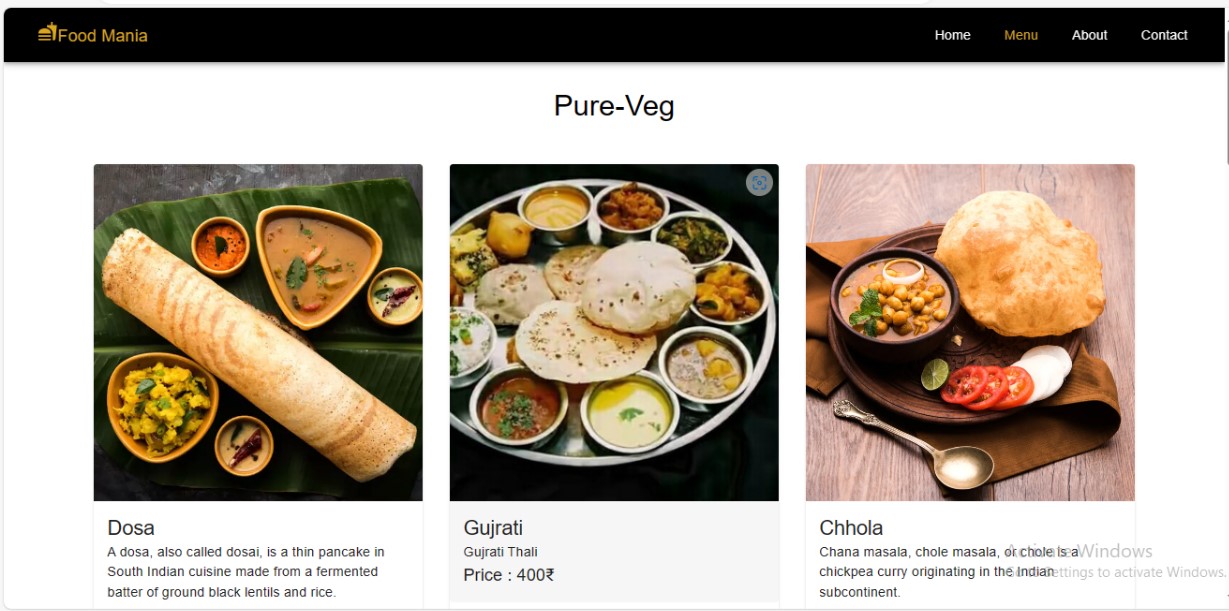 Food Mania
Home Menu About Contact
Pure-Veg
Dosa
A dosa, also called dosai, is a thin pancake in
South Indian cuisine made from a fermented
batter of ground black lentils and rice.
Gujrati
Gujrati Thali
Price : 400₹
Chhola
Chana masala, chole masala, or chole is a
chickpea curry originating in the Indian
subcontinent.
Activate Windows
Go to Settings to activate Windows.